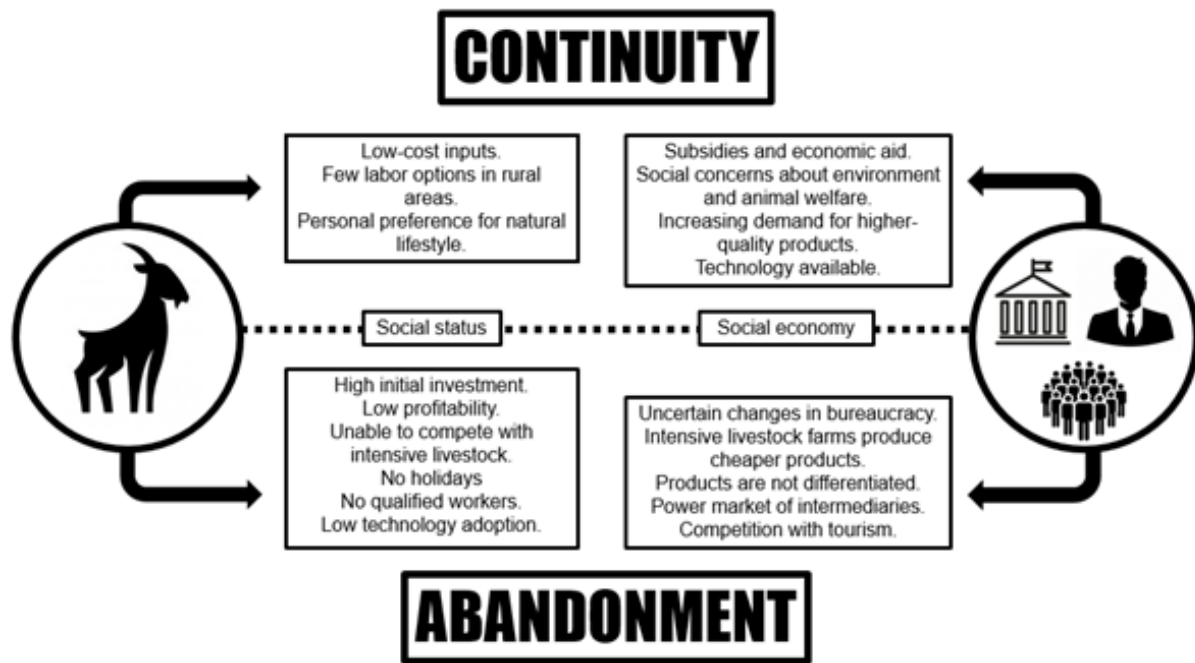 CONTINUITY
Low-cost inputs.
Few labor options in rural
areas.
Personal preference for natural
lifestyle.
Subsidies and economic aid.
Social concerns about environment
and animal welfare.
Increasing demand for higher-
quality products.
Technology available.
Social status
Social economy
High initial investment.
Low profitability.
Unable to compete with
intensive livestock.
No holidays
No qualified workers.
Low technology adoption.
Uncertain changes in bureaucracy.
Intensive livestock farms produce
cheaper products.
Products are not differentiated.
Power market of intermediaries.
Competition with tourism.
ABANDONMENT